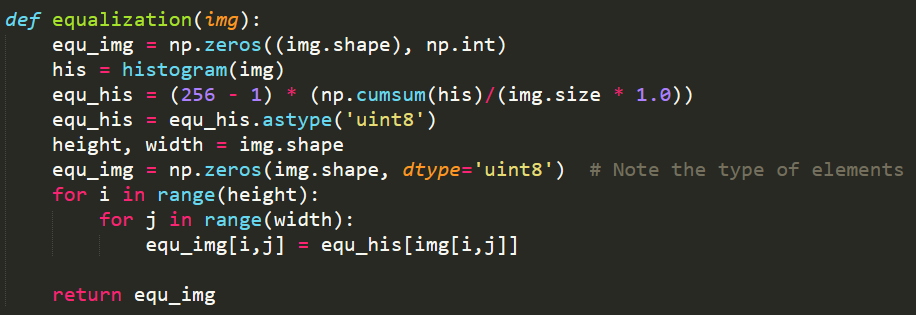 def equalization(img):
    equ_img = np.zeros((img.shape), np.int)
    his = histogram(img)
    equ_his = (256 - 1) * (np.cumsum(his)/(img.size * 1.0))
    equ_his = equ_his.astype('uint8')
    height, width = img.shape
    equ_img = np.zeros(img.shape, dtype='uint8')  # Note the type of elements
    for i in range(height):
        for j in range(width):
            equ_img[i,j] = equ_his[img[i,j]]

    return equ_img